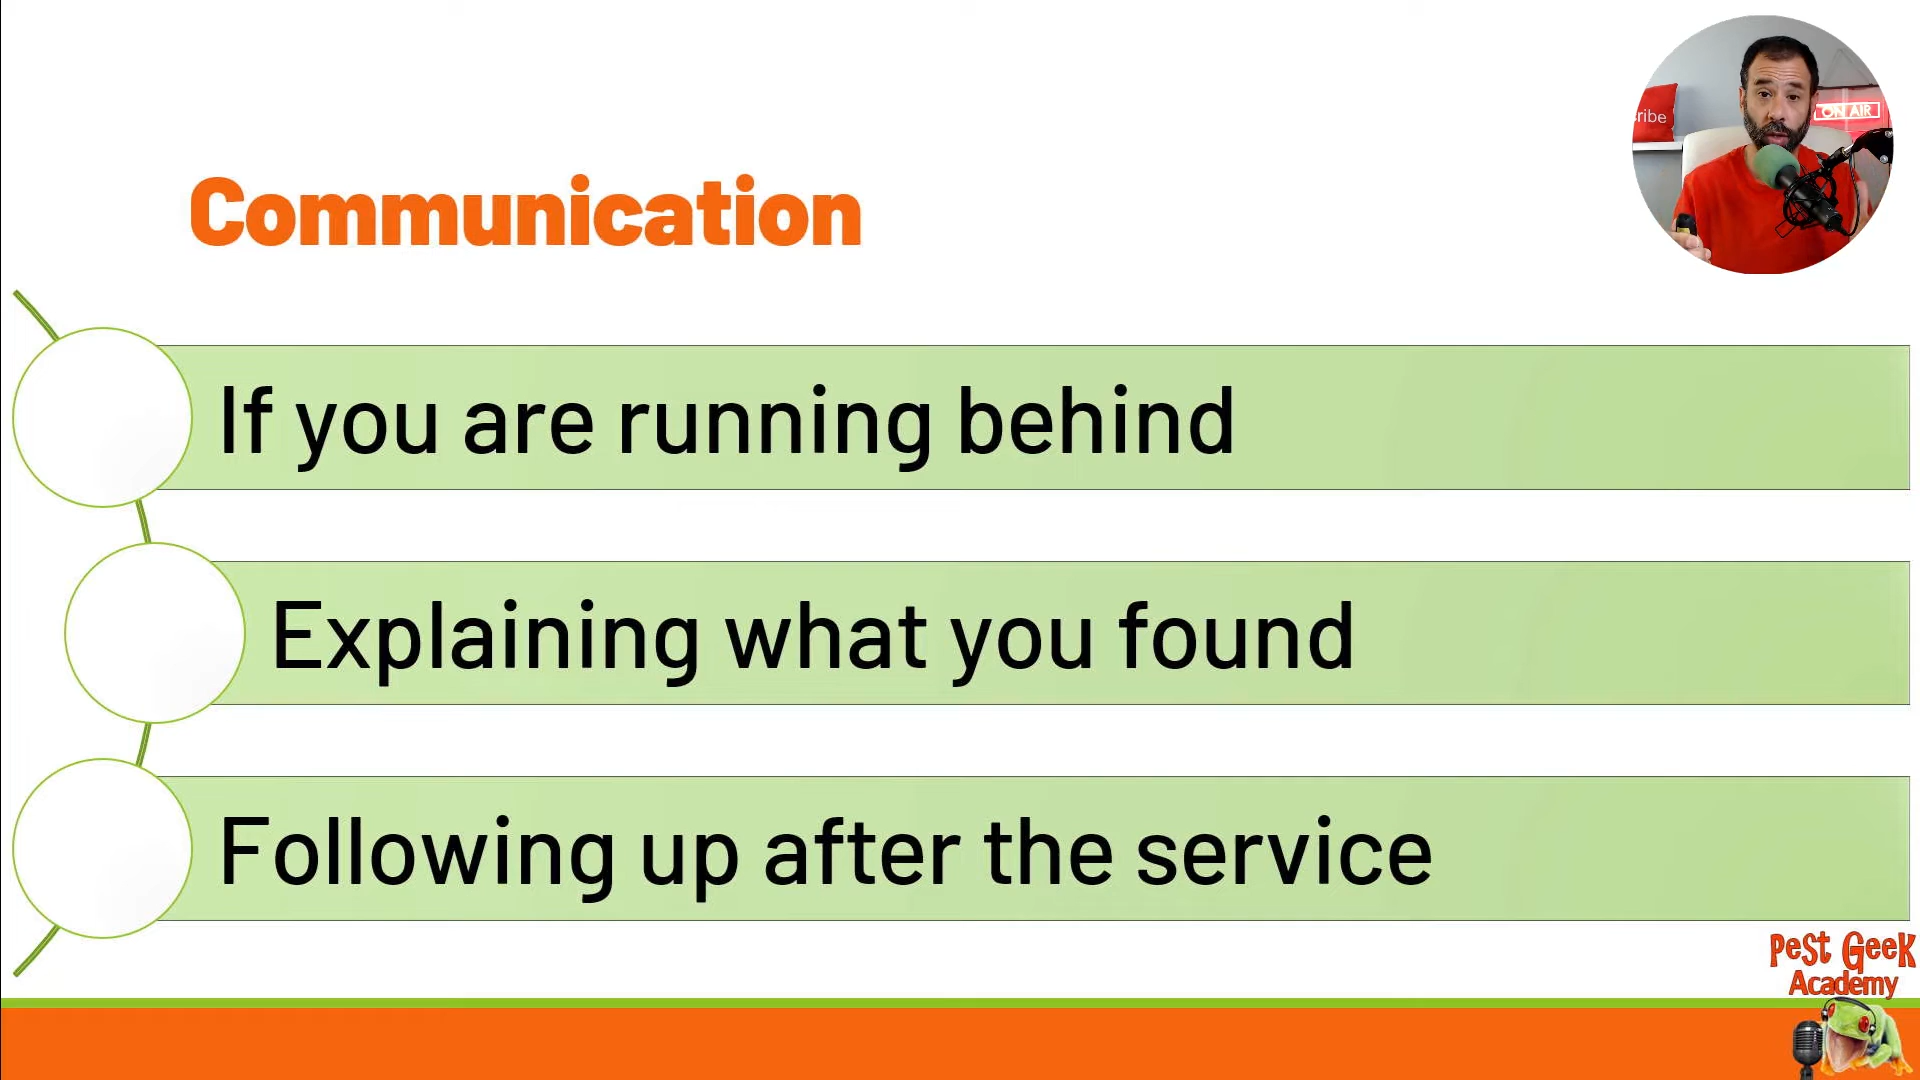 Communication
ribe
ON AIR
If you are running behind
Explaining what you found
Following up after the service
Pest Geek
Academy